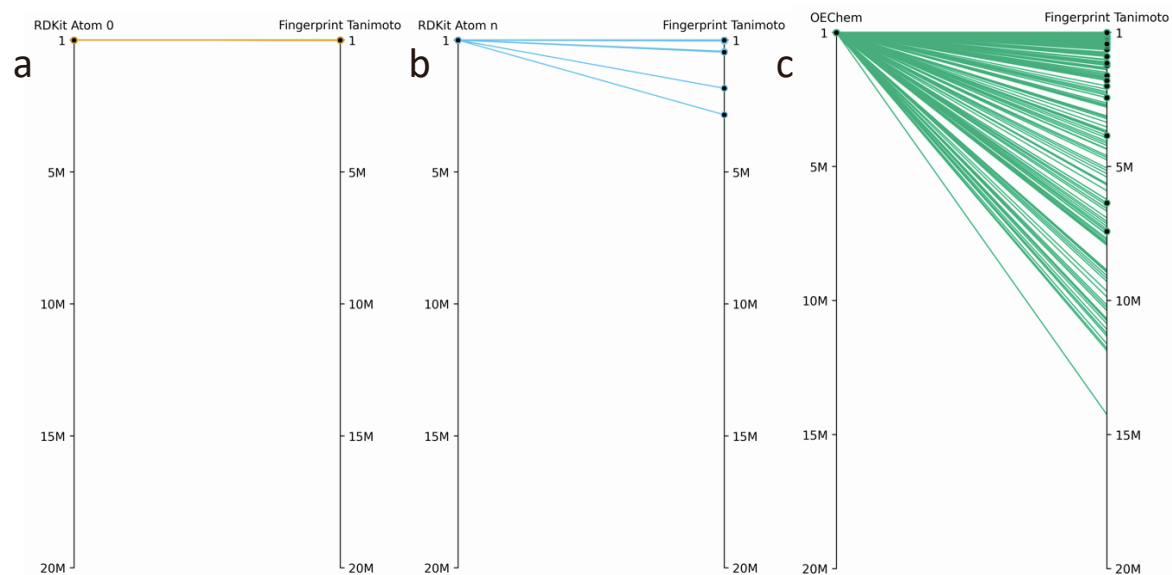 a
RDKit Atom 0 Fingerprint Tanimoto
1 1
5M 5M
10M 10M
15M 15M
20M 20M
b
RDKit Atom n Fingerprint Tanimoto
1 1
5M 5M
10M 10M
15M 15M
20M 20M
c
OEChem Fingerprint Tanimoto
1 1
5M 5M
10M 10M
15M 15M
20M 20M